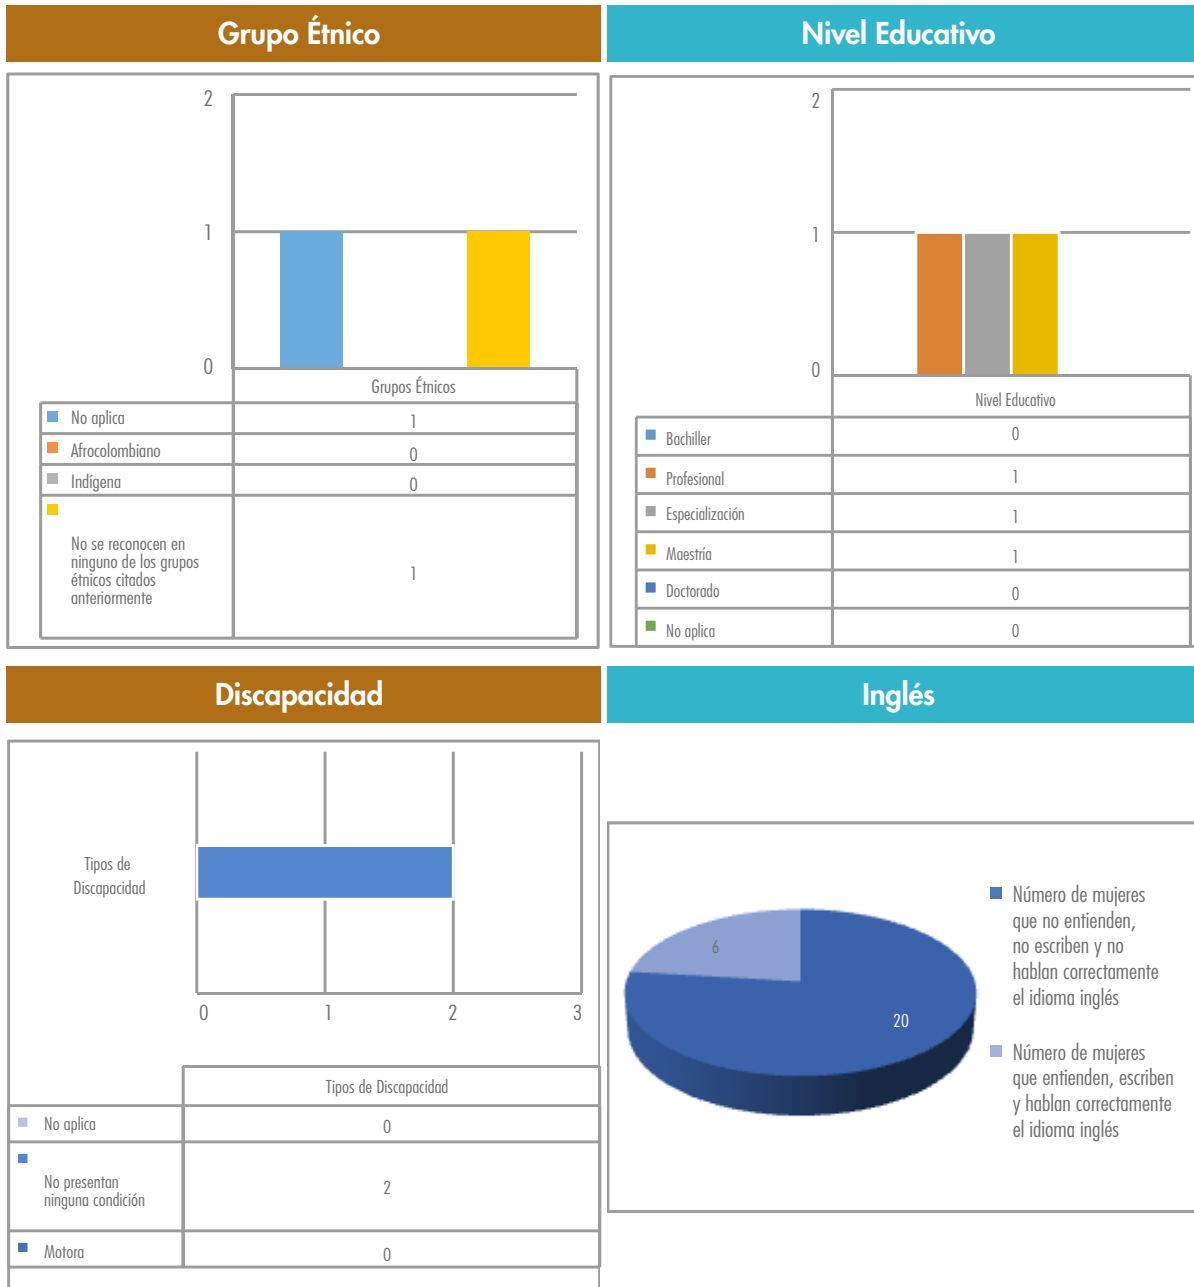 Grupo Étnico
2
1
0
Grupos Étnicos
No aplica 1
Afrocolombiano 0
Indígena 0
No se reconocen en
ninguno de los grupos
étnicos citados
anteriormente
1
Nivel Educativo
2
1
0
Nivel Educativo
Bachiller 0
Profesional 1
Especialización 1
Maestría 1
Doctorado 0
No aplica 0
Discapacidad
Tipos de
Discapacidad
0 1 2 3
Tipos de Discapacidad
No aplica 0
No presentan
ninguna condición
2
Motora 0
Inglés
6
20
Número de mujeres
que no entienden,
no escriben y no
hablan correctamente
el idioma inglés
Número de mujeres
que entienden, escriben
y hablan correctamente
el idioma inglés